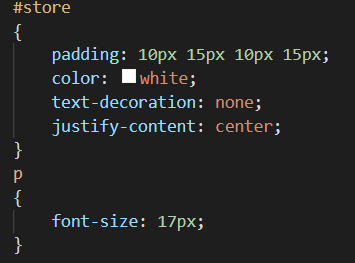 #store
{
padding: 10px 15px 10px 15px;
color: white;
text-decoration: none;
justify-content: center;
}
p
{
font-size: 17px;
}